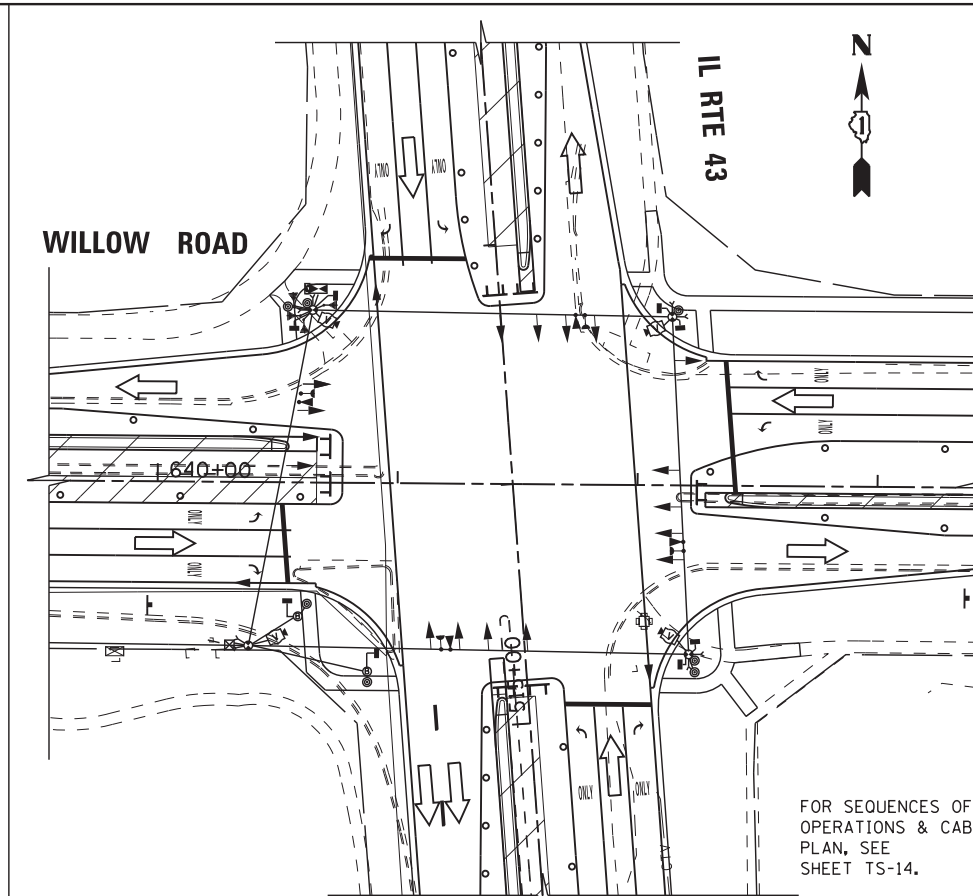 N
IL RTE 43
WILLOW ROAD
ONLY
ONLY
ONLY
ONLY
640+00
ONLY
ONLY
ONLY
ONLY
FOR SEQUENCES OF
OPERATIONS & CAB
PLAN, SEE
SHEET TS-14.